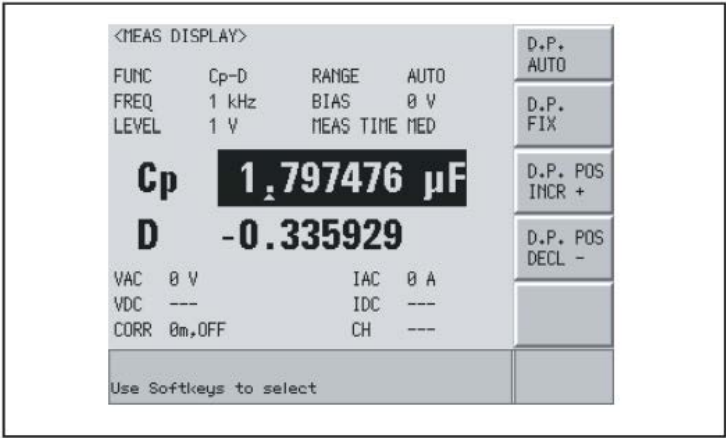 <MEAS DISPLAY>
FUNC Cp-D RANGE AUTO
FREQ 1 kHz BIAS 0 V
LEVEL 1 V MEAS TIME MED
Cp 1.797476 µF
D -0.335929
VAC 0 V IAC 0 A
VDC --- IDC ---
CORR 0m,OFF CH ---
Use Softkeys to select
D.P.
AUTO
D.P.
FIX
D.P. POS
INCR +
D.P. POS
DECL -